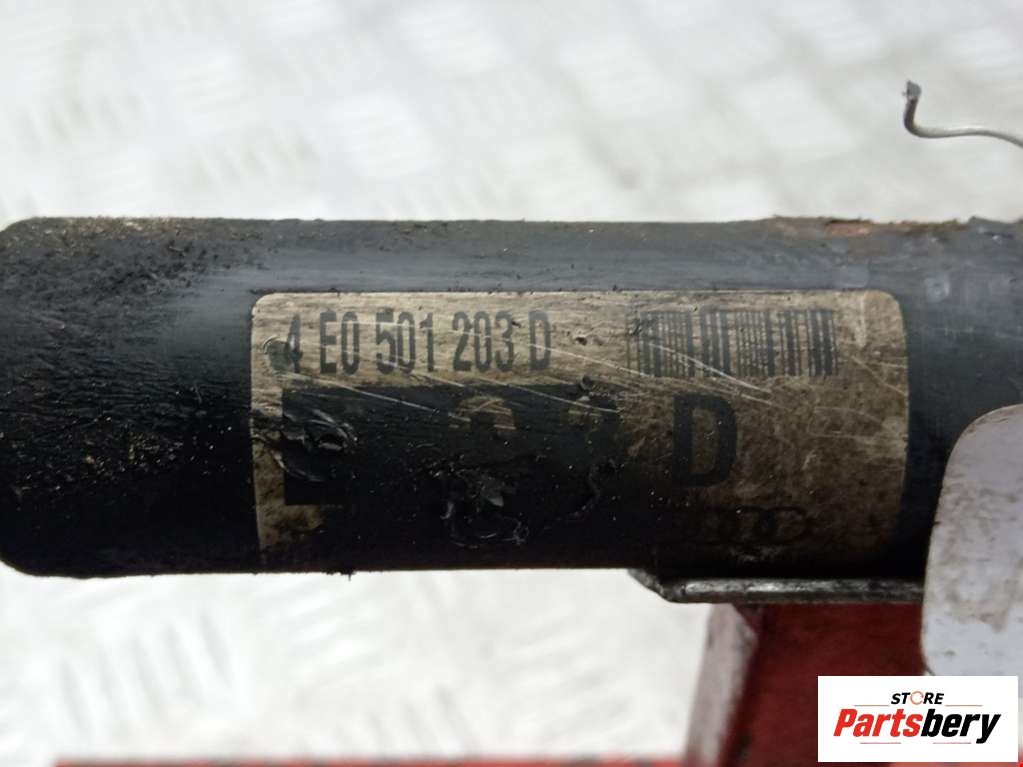 4 E0 501 203 D
D
STORE
Partsbery